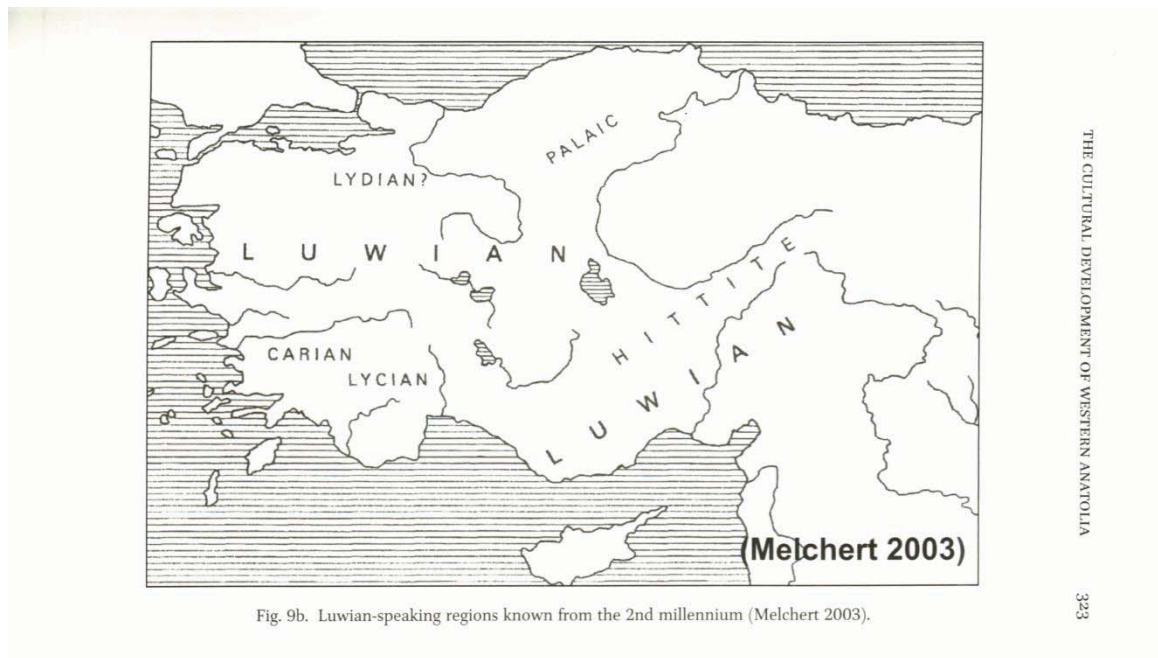 PALAIC
LYDIAN?
L U W I A N
HITTITE
CARIAN
LYCIAN
LUWIAN
(Melchert 2003)
Fig. 9b. Luwian-speaking regions known from the 2nd millennium (Melchert 2003).
THE CULTURAL DEVELOPMENT OF WESTERN ANATOLIA
323